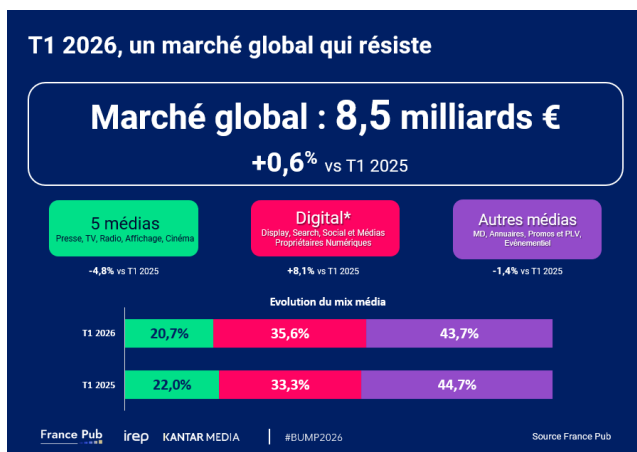 T1 2026, un marché global qui résiste
Marché global : 8,5 milliards €
+0,6% vs T1 2025
5 médias
Presse, TV, Radio, Affichage, Cinéma
-4,8% vs T1 2025
Digital*
Display, Search, Social et Médias
Propriétaires Numériques
+8,1% vs T1 2025
Autres médias
MD, Annuaires, Promos et PLV,
Evénementiel
-1,4% vs T1 2025
Evolution du mix média
T1 2026 20,7% 35,6% 43,7%
T1 2025 22,0% 33,3% 44,7%
France Pub irep KANTAR MEDIA #BUMP2026 Source France Pub